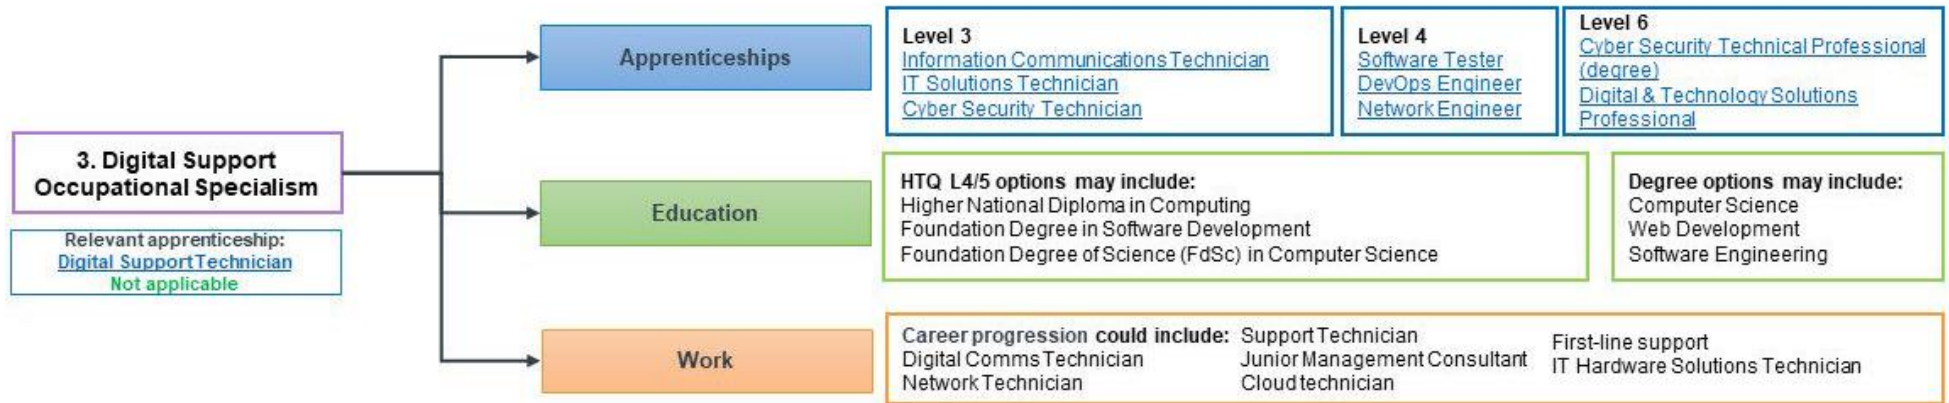 3. Digital Support
Occupational Specialism
Relevant apprenticeship:
Digital Support Technician
Not applicable
Apprenticeships
Level 3
Information Communications Technician
IT Solutions Technician
Cyber Security Technician
Level 4
Software Tester
DevOps Engineer
Network Engineer
Level 6
Cyber Security Technical Professional
(degree)
Digital & Technology Solutions
Professional
Education
HTQ L4/5 options may include:
Higher National Diploma in Computing
Foundation Degree in Software Development
Foundation Degree of Science (FdSc) in Computer Science
Degree options may include:
Computer Science
Web Development
Software Engineering
Work
Career progression could include:
Digital Comms Technician
Network Technician
Support Technician
Junior Management Consultant
Cloud technician
First-line support
IT Hardware Solutions Technician